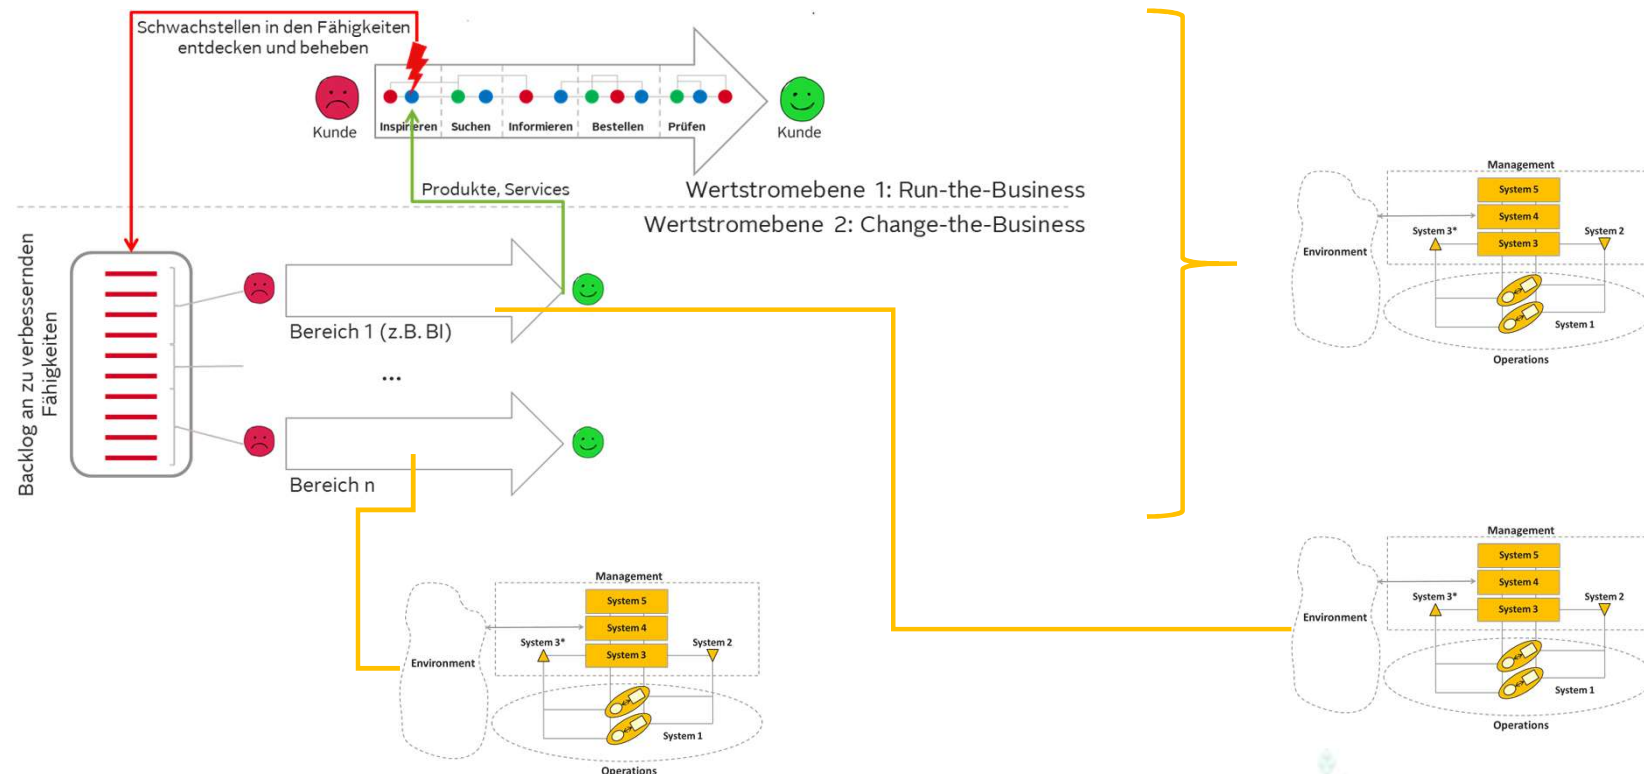 Schwachstellen in den Fähigkeiten
entdecken und beheben
Kunde
Inspirieren
Suchen
Informieren
Bestellen
Prüfen
Kunde
Produkte, Services
Wertstromebene 1: Run-the-Business
Wertstromebene 2: Change-the-Business
Backlog an zu verbessernden
Fähigkeiten
Bereich 1 (z.B. BI)
...
Bereich n
Management
System 5
System 4
System 3*
System 3
System 2
Environment
System 1
Operations
Management
System 5
System 4
System 3*
System 3
System 2
Environment
System 1
Operations
Management
System 5
System 4
System 3*
System 3
System 2
Environment
System 1
Operations